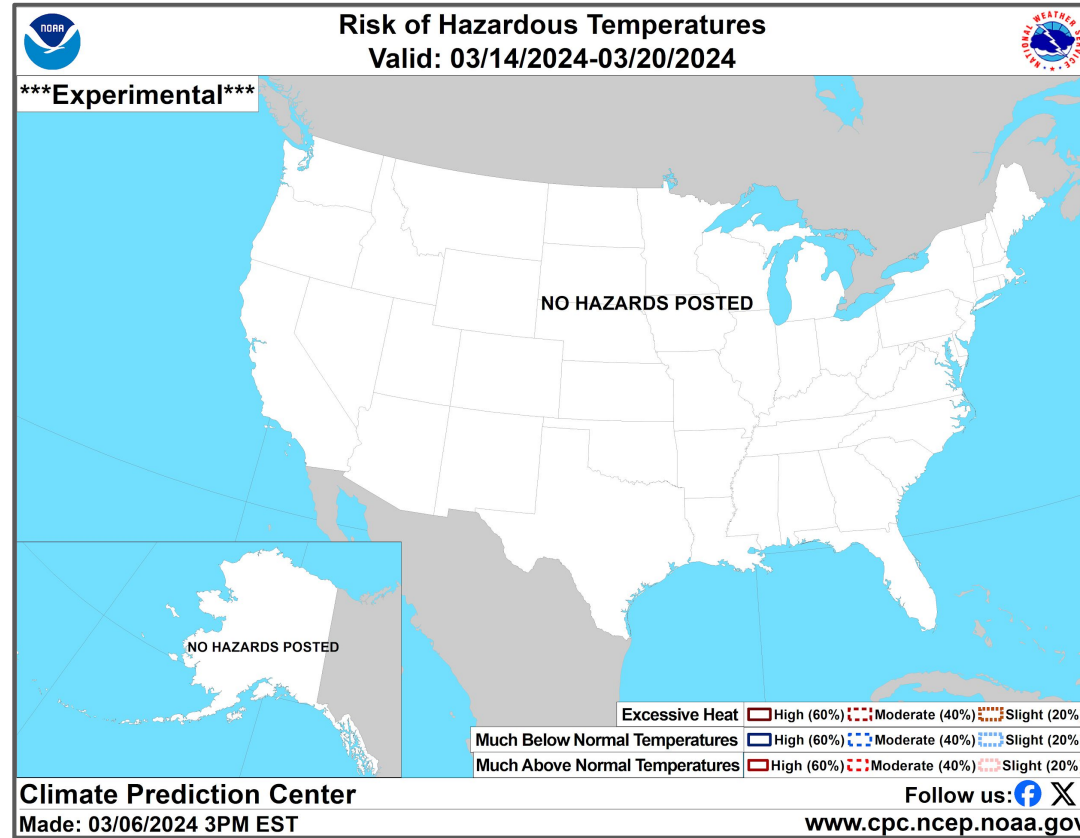 NOAA
Risk of Hazardous Temperatures
Valid: 03/14/2024-03/20/2024
NATIONAL WEATHER SERVICE
***Experimental***
NO HAZARDS POSTED
NO HAZARDS POSTED
Excessive Heat High (60%) Moderate (40%) Slight (20%
Much Below Normal Temperatures High (60%) Moderate (40%) Slight (20%
Much Above Normal Temperatures High (60%) Moderate (40%) Slight (20%
Climate Prediction Center
Follow us:
Made: 03/06/2024 3PM EST
www.cpc.ncep.noaa.gov